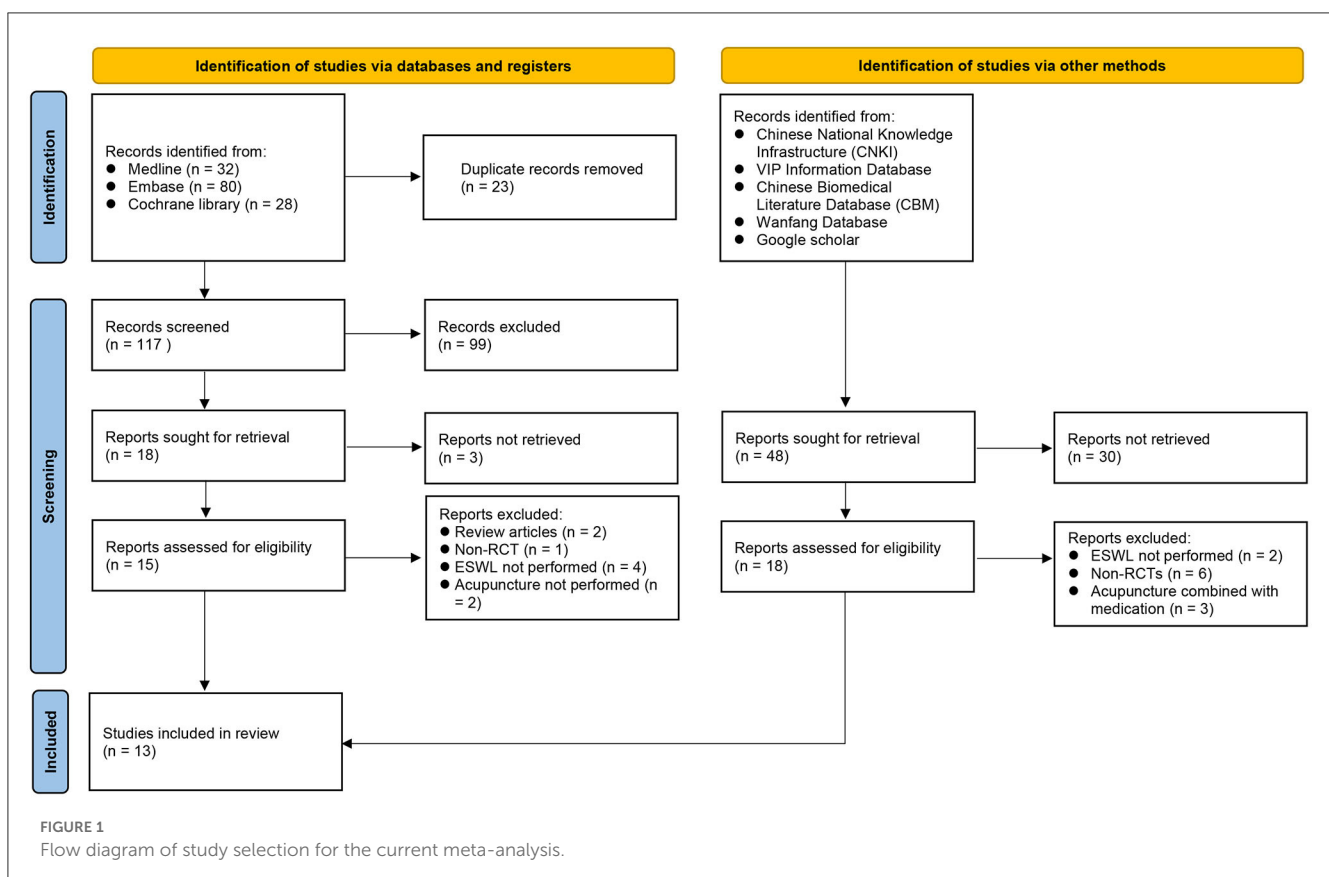 Identification of studies via databases and registers
Identification of studies via other methods
Identification
Records identified from:
● Medline (n = 32)
● Embase (n = 80)
● Cochrane library (n = 28)
Duplicate records removed
(n = 23)
Records identified from:
● Chinese National Knowledge
Infrastructure (CNKI)
● VIP Information Database
● Chinese Biomedical
Literature Database (CBM)
● Wanfang Database
● Google scholar
Screening
Records screened
(n = 117 )
Records excluded
(n = 99)
Reports sought for retrieval
(n = 18)
Reports not retrieved
(n = 3)
Reports sought for retrieval
(n = 48)
Reports not retrieved
(n = 30)
Reports assessed for eligibility
(n = 15)
Reports excluded:
● Review articles (n = 2)
● Non-RCT (n = 1)
● ESWL not performed (n = 4)
● Acupuncture not performed (n
= 2)
Reports assessed for eligibility
(n = 18)
Reports excluded:
● ESWL not performed (n = 2)
● Non-RCTs (n = 6)
● Acupuncture combined with
medication (n = 3)
Included
Studies included in review
(n = 13)
FIGURE 1
Flow diagram of study selection for the current meta-analysis.